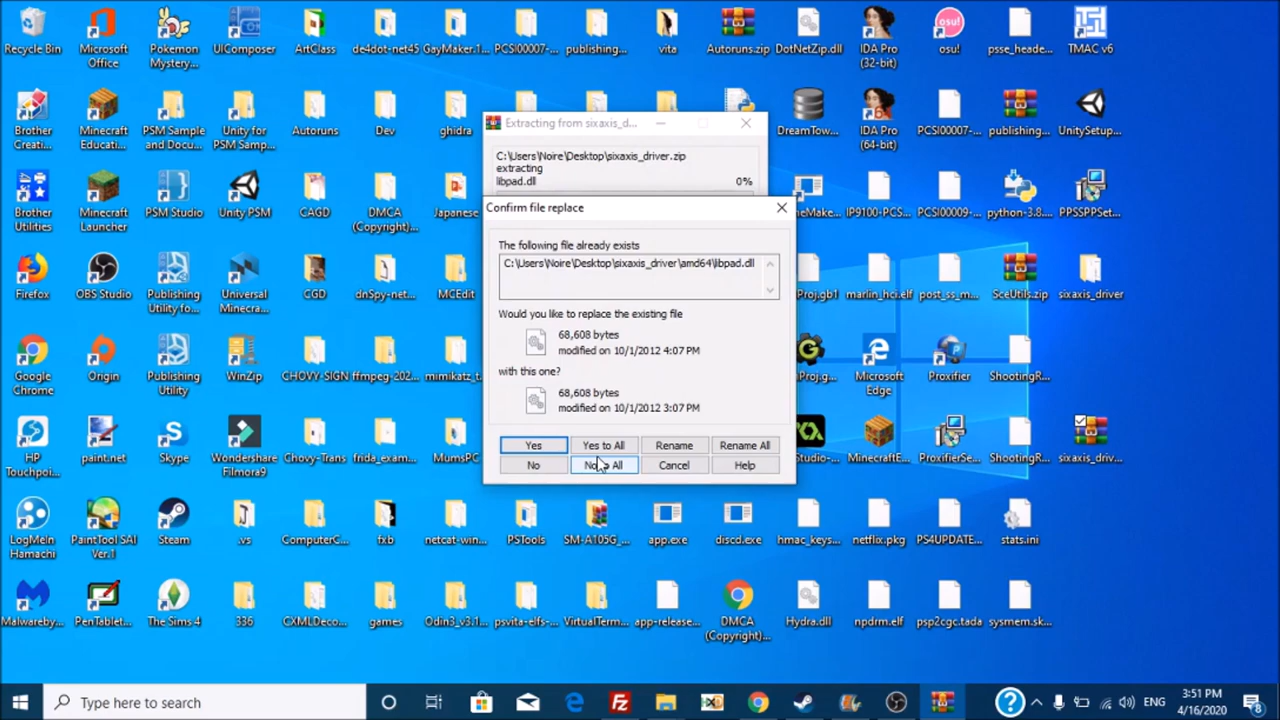 Recycle Bin
Microsoft Office
Pokemon Mystery...
UIComposer
ArtClass
de4dot-net45
GayMaker.1...
PCSI00007-...
publishing...
vita
Autoruns.zip
DotNetZip.dll
IDA Pro (32-bit)
osu!
psse_heade...
TMAC v6
Brother Creati...
Minecraft Educati...
PSM Sample and Docu...
Unity for PSM Samp...
Autoruns
Dev
ghidra
DreamTow...
IDA Pro (64-bit)
PCSI00007-...
publishing...
UnitySetup...
Brother Utilities
Minecraft Launcher
PSM Studio
Unity PSM
CAGD
DMCA (Copyright)...
Japanese
IP9100-PCS...
PCSI00009-...
python-3.8....
PPSSPPSet...
Firefox
OBS Studio
Publishing Utility fo...
Universal Minecra...
CGD
dnSpy-net...
MCEdit
marlin_hci.elf
post_ss_m...
SceUtils.zip
sixaxis_driver
Google Chrome
Origin
Publishing Utility
WinZip
CHOVY-SIGN
ffmpeg-202...
mimikatz_t...
Microsoft Edge
Proxifier
ShootingR...
HP Touchpoi...
paint.net
Skype
Wondershare Filmora9
Chovy-Trans
frida_exam...
MumsPC
MinecraftE...
ProxifierSe...
ShootingR...
sixaxis_driv...
LogMeIn Hamachi
PaintTool SAI Ver.1
Steam
.vs
ComputerC...
fxb
netcat-win...
PSTools
SM-A105G_...
app.exe
discd.exe
hmac_keys...
netflix.pkg
PS4UPDATE...
stats.ini
Malwareby...
PenTablet...
The Sims 4
336
CXMLDeco...
games
Odin3_v3.1...
psvita-elfs-...
VirtualTerm...
app-release...
DMCA (Copyright)...
Hydra.dll
npdrm.elf
psp2cgc.tada
sysmem.sk...
Extracting from sixaxis_d...
C:\Users\Noire\Desktop\sixaxis_driver.zip
extracting
libpad.dll 0%
Confirm file replace
The following file already exists
C:\Users\Noire\Desktop\sixaxis_driver\amd64\libpad.dll
Would you like to replace the existing file
68,608 bytes
modified on 10/1/2012 4:07 PM
with this one?
68,608 bytes
modified on 10/1/2012 3:07 PM
Yes Yes to All Rename Rename All
No No to All Cancel Help
Type here to search
ENG
3:51 PM
4/16/2020
8